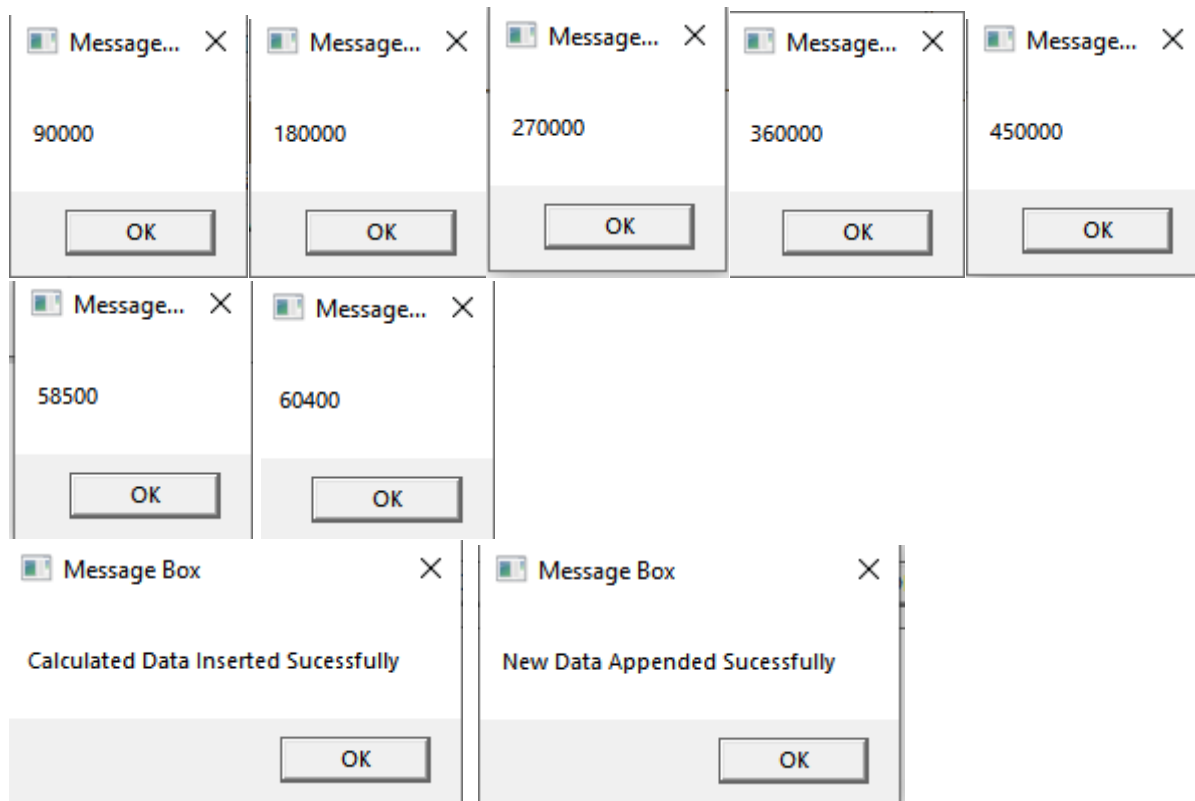 Message... Message... Message... Message... Message...
90000 180000 270000 360000 450000
OK OK OK OK OK
Message... Message...
58500 60400
OK OK
Message Box Message Box
Calculated Data Inserted Sucessfully New Data Appended Sucessfully
OK OK